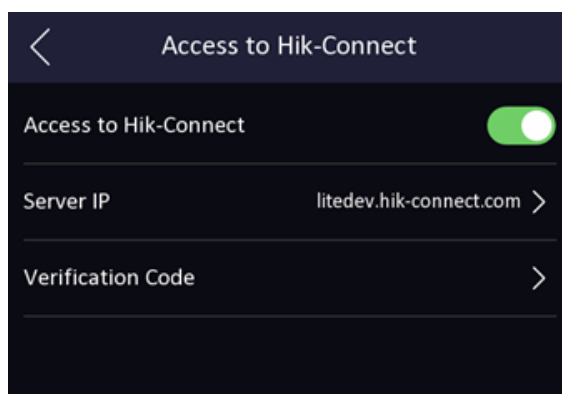 Access to Hik-Connect
Access to Hik-Connect
Server IP litedev.hik-connect.com
Verification Code